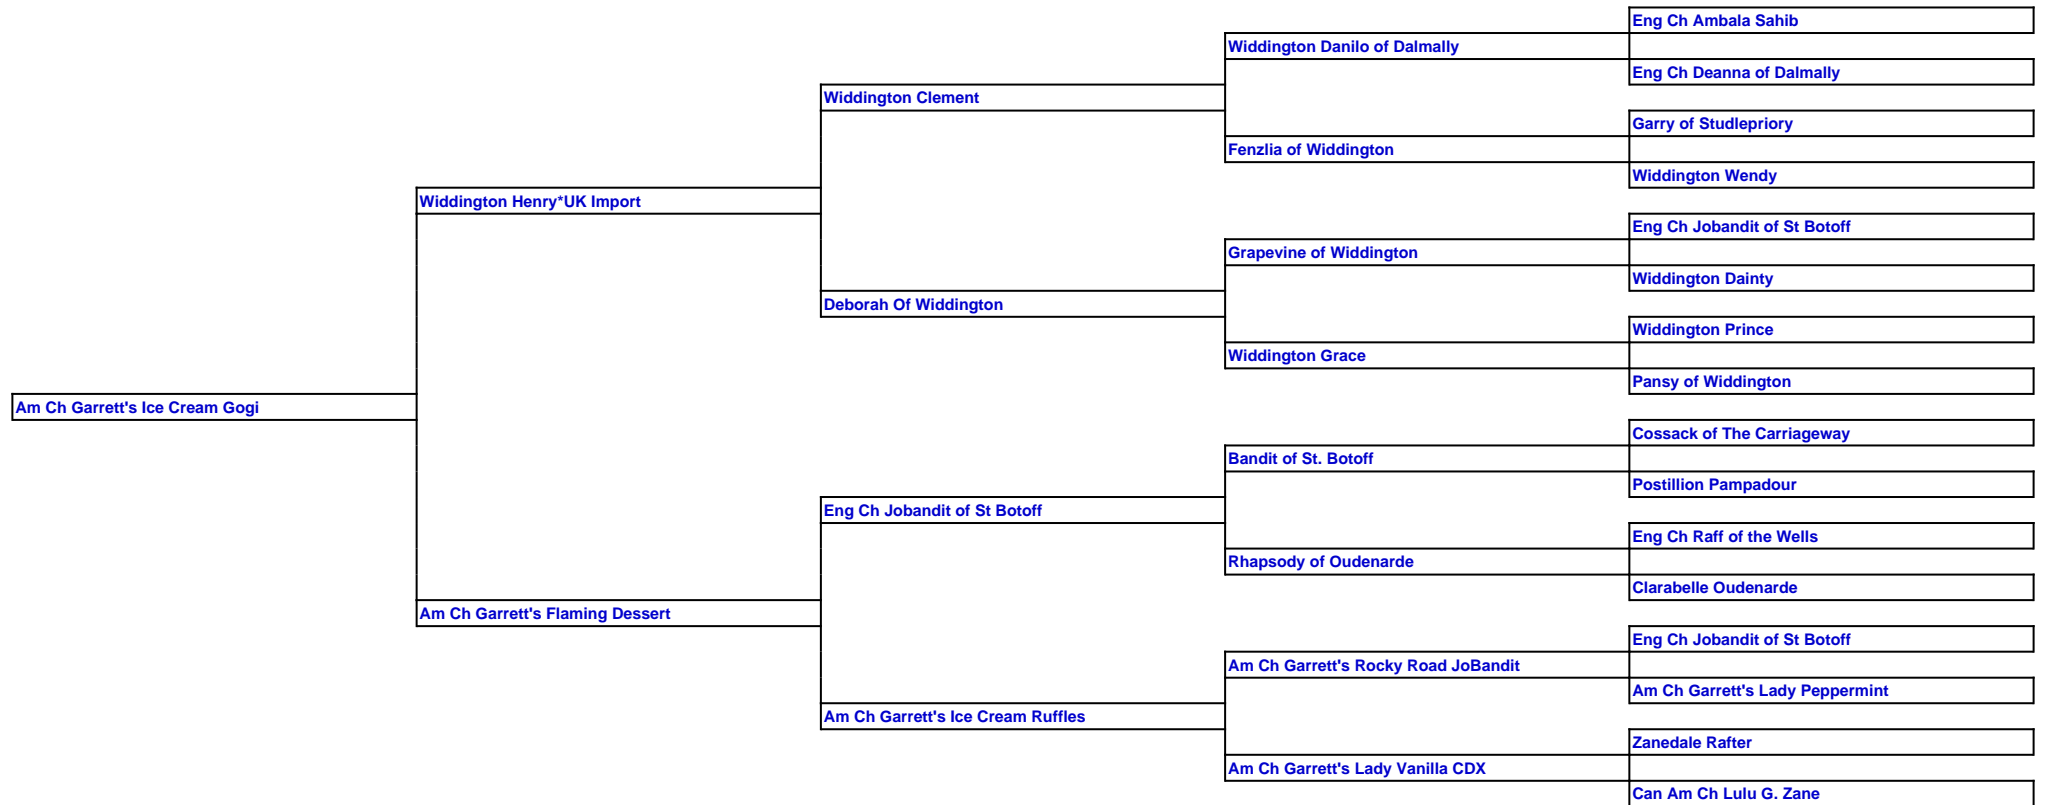 Eng Ch Ambala Sahib
Widdington Danilo of Dalmally
Eng Ch Deanna of Dalmally
Widdington Clement
Garry of Studlepriory
Fenzlia of Widdington
Widdington Wendy
Widdington Henry*UK Import
Eng Ch Jobandit of St Botoff
Grapevine of Widdington
Widdington Dainty
Deborah Of Widdington
Widdington Prince
Widdington Grace
Pansy of Widdington
Am Ch Garrett's Ice Cream Gogi
Cossack of The Carriageway
Bandit of St. Botoff
Postillion Pampadour
Eng Ch Jobandit of St Botoff
Eng Ch Raff of the Wells
Rhapsody of Oudenarde
Clarabelle Oudenarde
Am Ch Garrett's Flaming Dessert
Eng Ch Jobandit of St Botoff
Am Ch Garrett's Rocky Road JoBandit
Am Ch Garrett's Lady Peppermint
Am Ch Garrett's Ice Cream Ruffles
Zanedale Rafter
Am Ch Garrett's Lady Vanilla CDX
Can Am Ch Lulu G. Zane